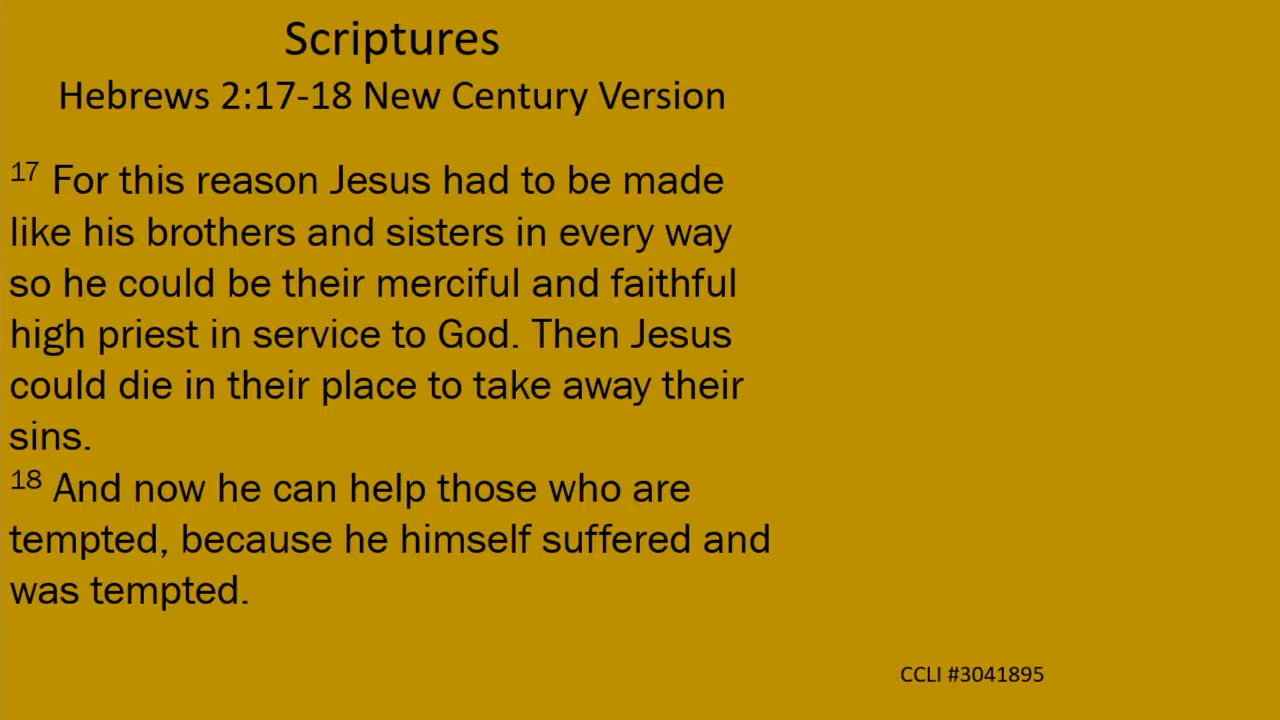 Scriptures
Hebrews 2:17-18 New Century Version
17 For this reason Jesus had to be made
like his brothers and sisters in every way
so he could be their merciful and faithful
high priest in service to God. Then Jesus
could die in their place to take away their
sins.
18 And now he can help those who are
tempted, because he himself suffered and
was tempted.
CCLI #3041895